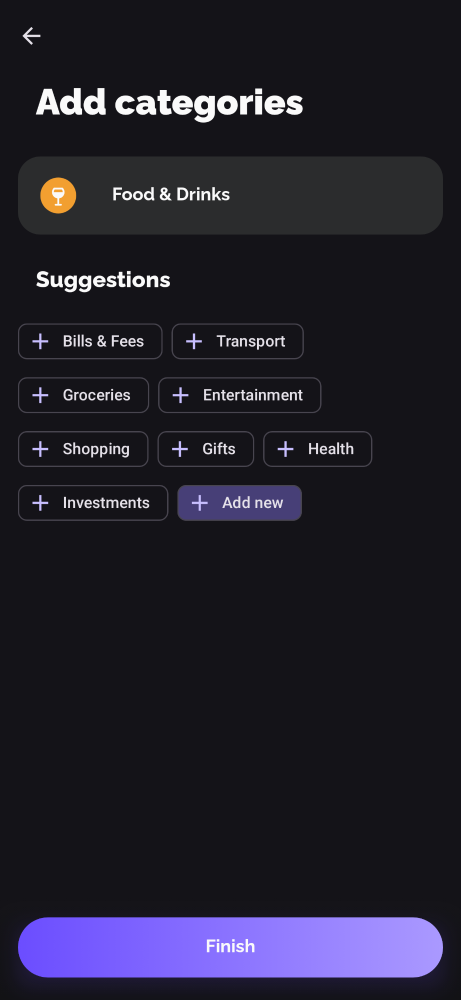 Add categories
Food & Drinks
Suggestions
Bills & Fees Transport
Groceries Entertainment
Shopping Gifts Health
Investments Add new
Finish